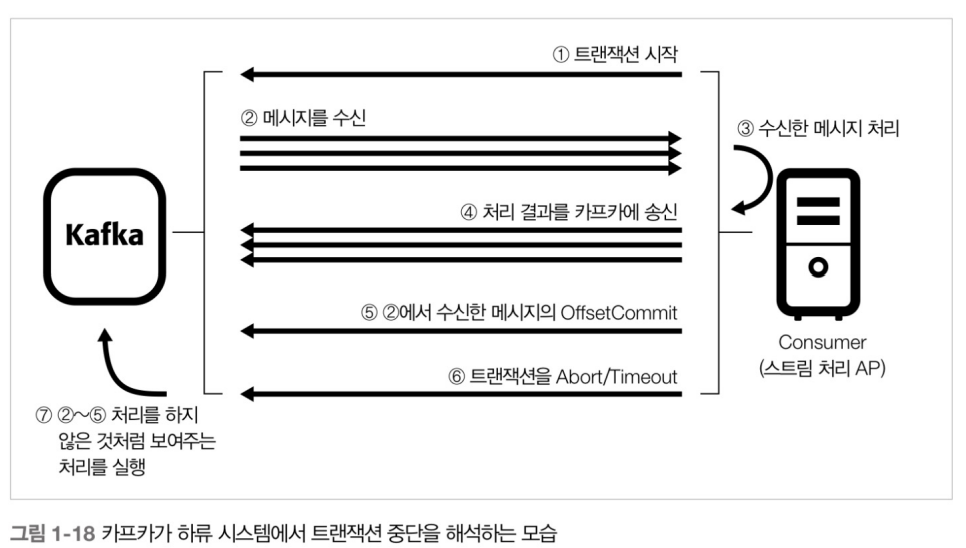 ① 트랜잭션 시작
② 메시지를 수신
③ 수신한 메시지 처리
Kafka
④ 처리 결과를 카프카에 송신
⑤ ②에서 수신한 메시지의 OffsetCommit
Consumer
(스트림 처리 AP)
⑥ 트랜잭션을 Abort/Timeout
⑦ ②~⑤ 처리를 하지
않은 것처럼 보여주는
처리를 실행
그림 1-18 카프카가 하류 시스템에서 트랜잭션 중단을 해석하는 모습